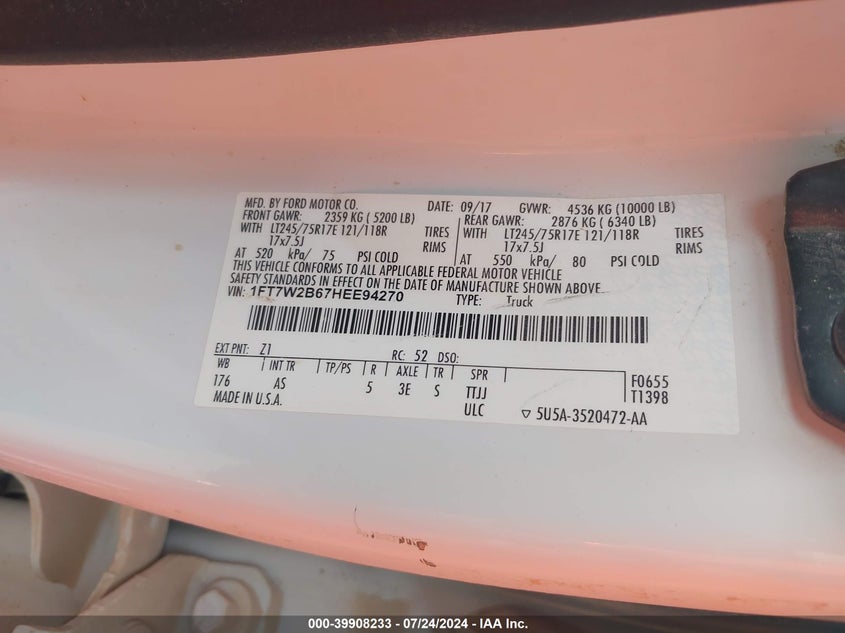 MFD. BY FORD MOTOR CO. DATE: 09/17 GVWR: 4536 KG (10000 LB)
FRONT GAWR: 2359 KG (5200 LB) REAR GAWR: 2876 KG (6340 LB)
WITH LT245/75R17E 121/118R TIRES WITH LT245/75R17E 121/118R TIRES
17x7.5J RIMS 17x7.5J RIMS
AT 520 kPa/ 75 PSI COLD AT 550 kPa/ 80 PSI COLD
THIS VEHICLE CONFORMS TO ALL APPLICABLE FEDERAL MOTOR VEHICLE
SAFETY STANDARDS IN EFFECT ON THE DATE OF MANUFACTURE SHOWN ABOVE.
VIN: 1FT7W2B67HEE94270 TYPE: Truck
EXT PNT: Z1 RC: 52 DSO:
WB INT TR TP/PS R AXLE TR SPR F0655
176 AS 5 3E S TTJJ T1398
MADE IN U.S.A. ULC ▽ 5U5A-3520472-AA
000-39908233 - 07/24/2024 - IAA Inc.